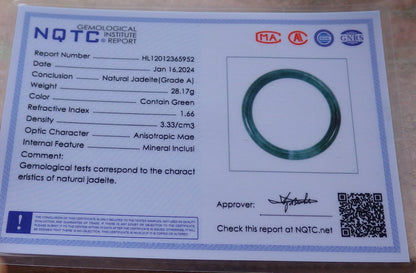 NQTC GEMOLOGICAL
INSTITUTE
®REPORT
MA
GNRS
Report Number HL12012365952
Date Jan 16,2024
Conclusion Natural Jadeite(Grade A)
Weight 28.17g
Color Contain Green
Refractive Index 1.66
Density 3.33/cm3
Optic Character Anisotropic Mae
Internal Feature Mineral Inclusi
Comment:
Gemological tests correspond to the charact
eristics of natural jadeite.
Approver:
Check this report at NQTC.net